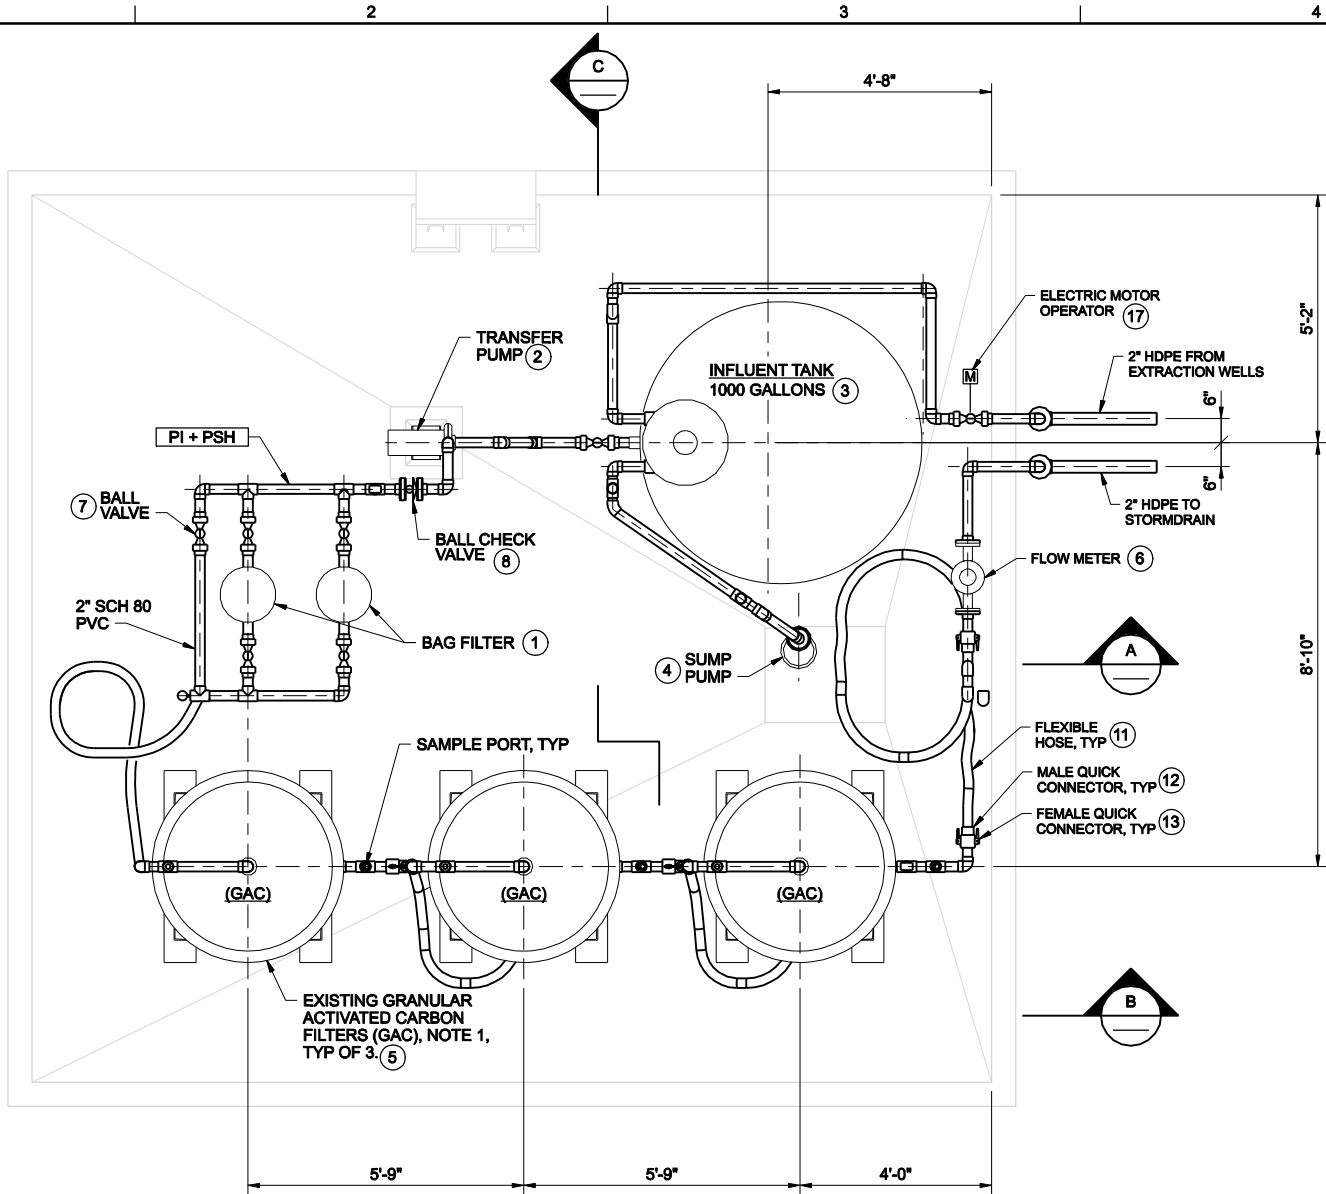 2
3
4
C
4'-8"
ELECTRIC MOTOR
OPERATOR 17
5'-2"
TRANSFER
PUMP 2
M
2" HDPE FROM
EXTRACTION WELLS
INFLUENT TANK
1000 GALLONS 3
6"
PI + PSH
6"
7 BALL
VALVE
2" HDPE TO
STORMDRAIN
BALL CHECK
VALVE 8
FLOW METER 6
2" SCH 80
PVC
BAG FILTER 1
A
4 SUMP
PUMP
8'-10"
SAMPLE PORT, TYP
FLEXIBLE
HOSE, TYP 11
MALE QUICK
CONNECTOR, TYP 12
FEMALE QUICK
CONNECTOR, TYP 13
(GAC)
(GAC)
(GAC)
EXISTING GRANULAR
ACTIVATED CARBON
FILTERS (GAC), NOTE 1,
TYP OF 3. 5
B
5'-9"
5'-9"
4'-0"